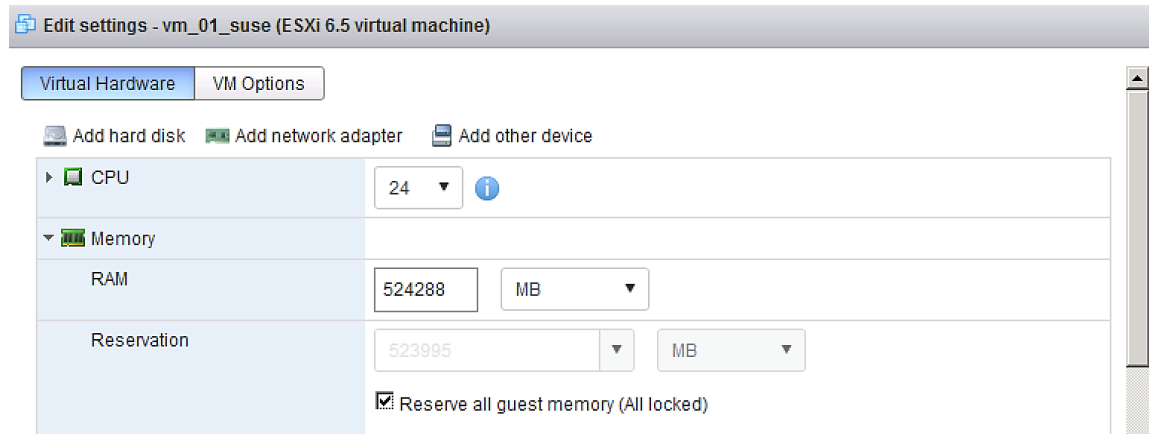 Edit settings - vm_01_suse (ESXi 6.5 virtual machine)
Virtual Hardware VM Options
Add hard disk Add network adapter Add other device
CPU 24
Memory
RAM 524288 MB
Reservation 523995 MB
Reserve all guest memory (All locked)